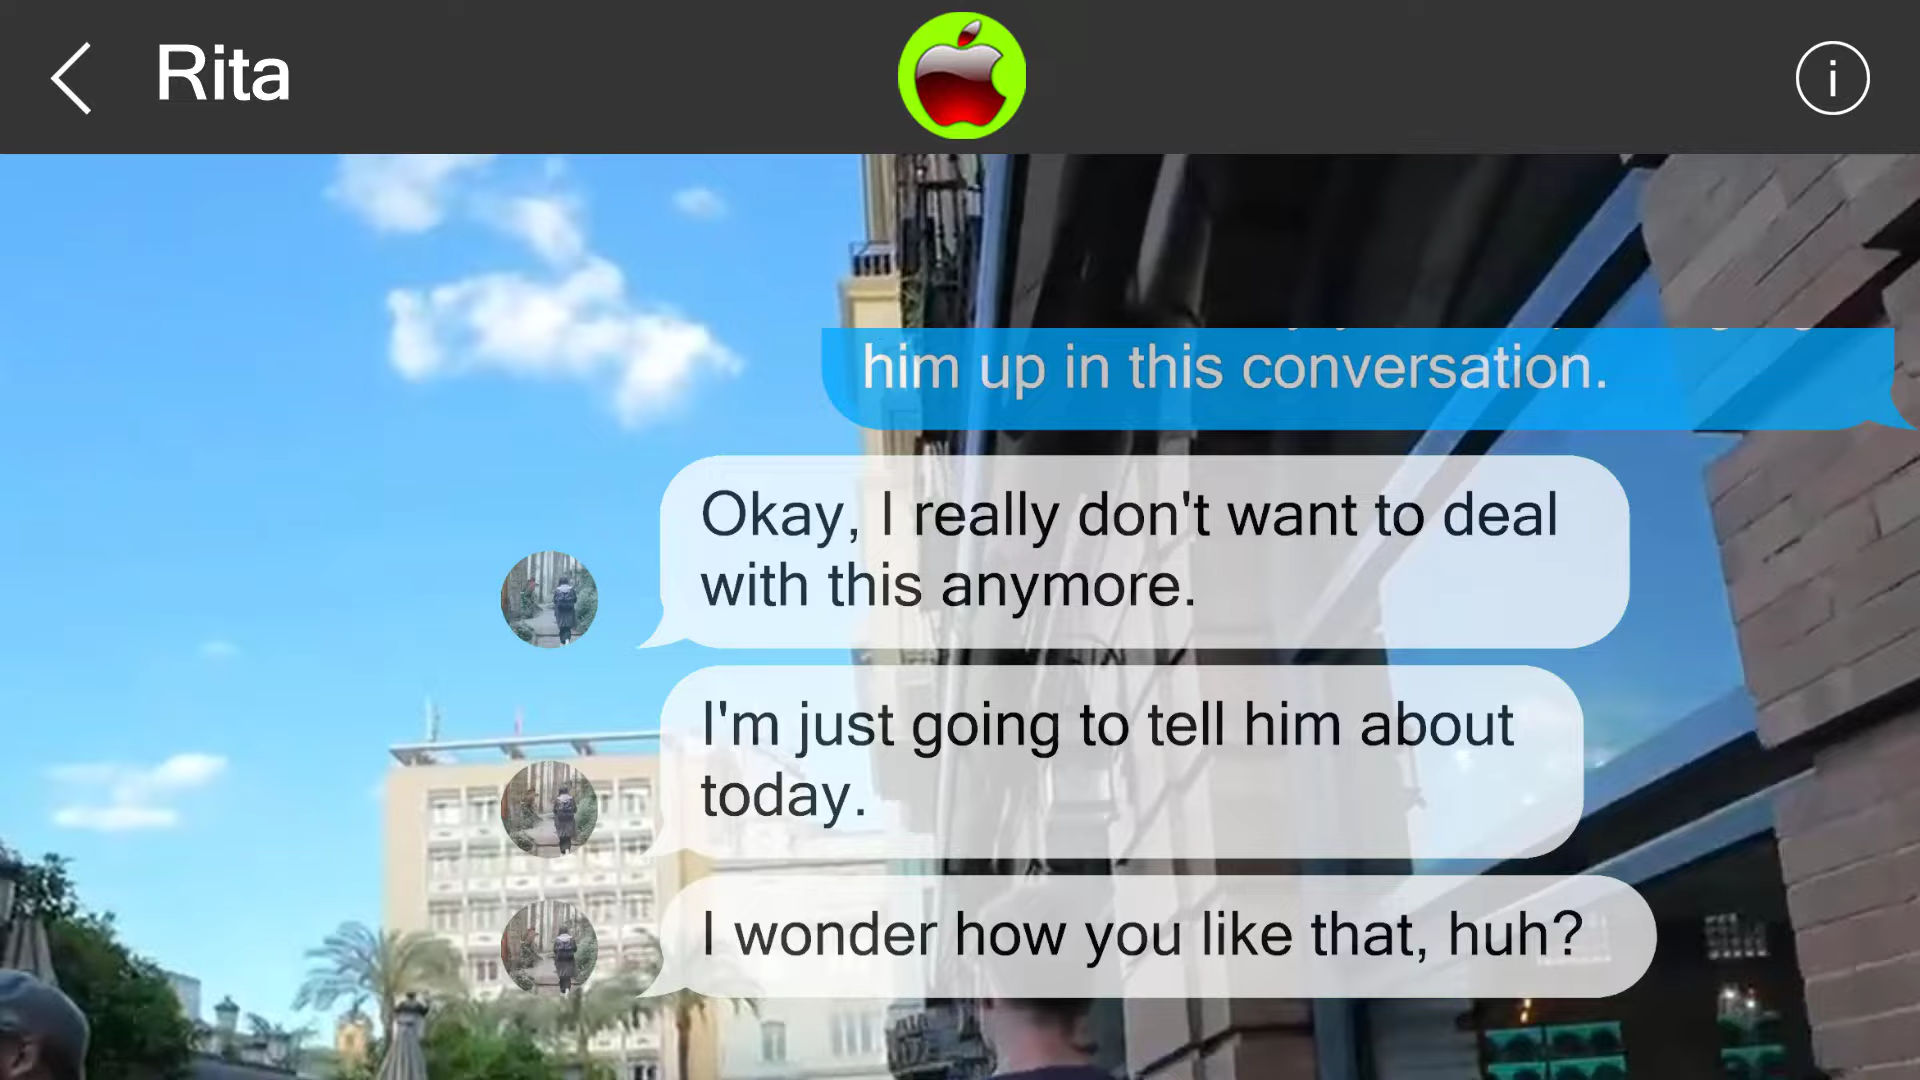 Rita
him up in this conversation.
Okay, I really don't want to deal
with this anymore.
I'm just going to tell him about
today.
I wonder how you like that, huh?